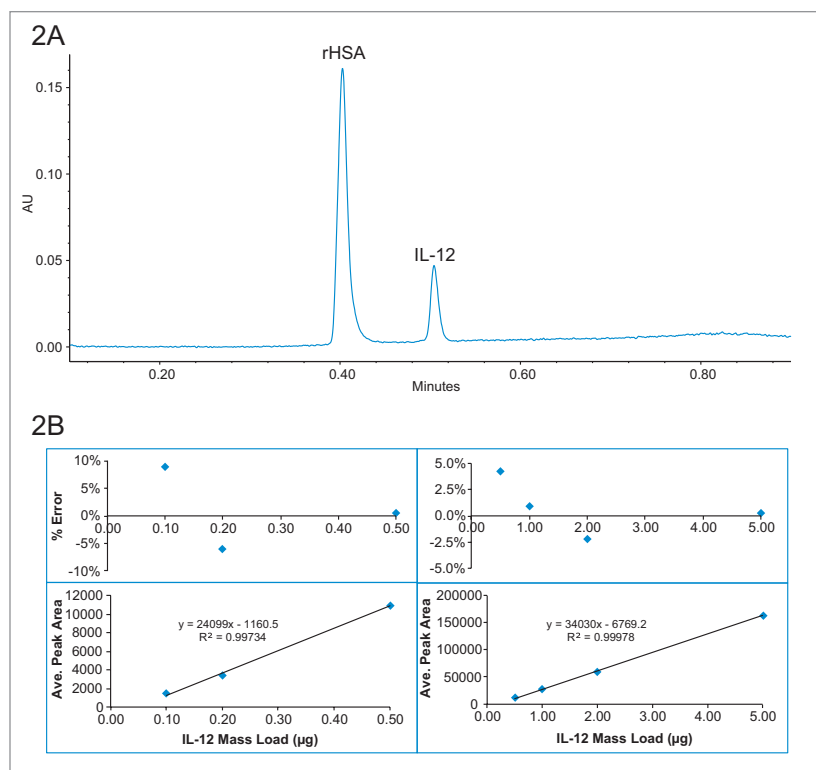 2A
rHSA
0.15
0.10
AU
0.05
IL-12
0.00
0.20 0.40 0.60 0.80
Minutes
2B
% Error
10%
5%
0%
-5%
-10%
0.00 0.10 0.20 0.30 0.40 0.50
5.0%
2.5%
0.0%
-2.5%
-5.0%
0.00 1.00 2.00 3.00 4.00 5.00
Ave. Peak Area
12000
10000
8000
6000
4000
2000
0
y = 24099x - 1160.5
R² = 0.99734
0.00 0.10 0.20 0.30 0.40 0.50
IL-12 Mass Load (µg)
Ave. Peak Area
200000
150000
100000
50000
0
y = 34030x - 6769.2
R² = 0.99978
0.00 1.00 2.00 3.00 4.00 5.00
IL-12 Mass Load (µg)